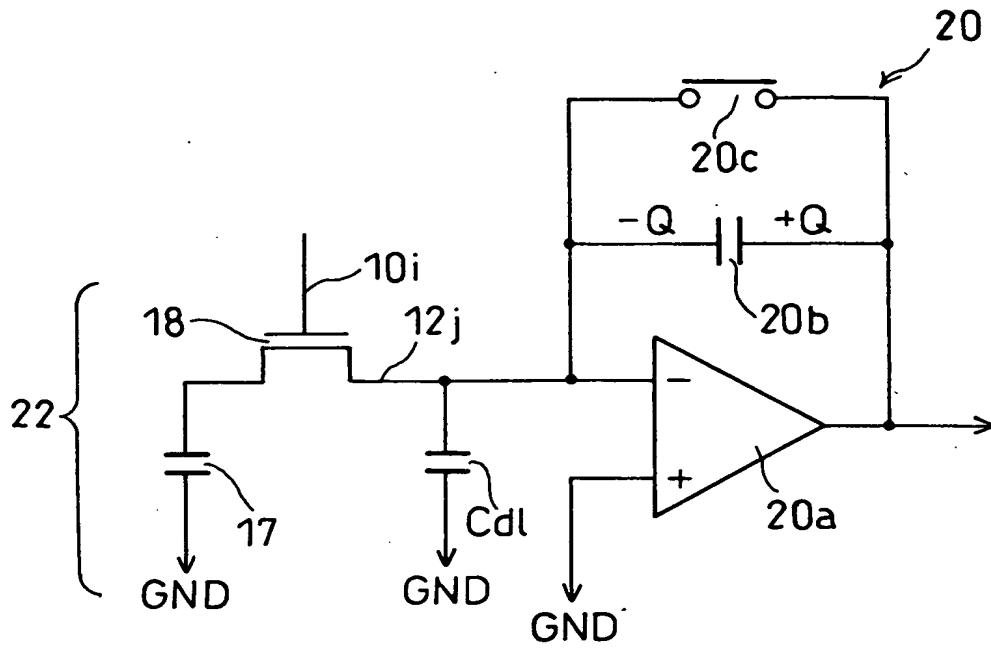 20
20c
-Q
+Q
20b
10i
18
12j
22
-
+
20a
17
Cdl
GND
GND
GND